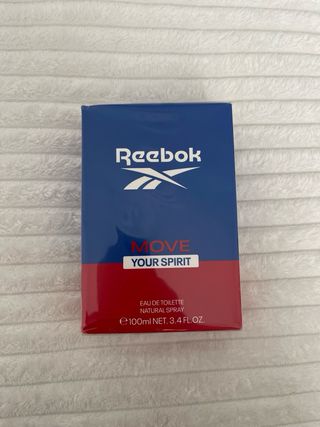 Reebok
MOVE
YOUR SPIRIT
EAU DE TOILETTE
NATURAL SPRAY
℮100ml NET. 3.4 FL.OZ.